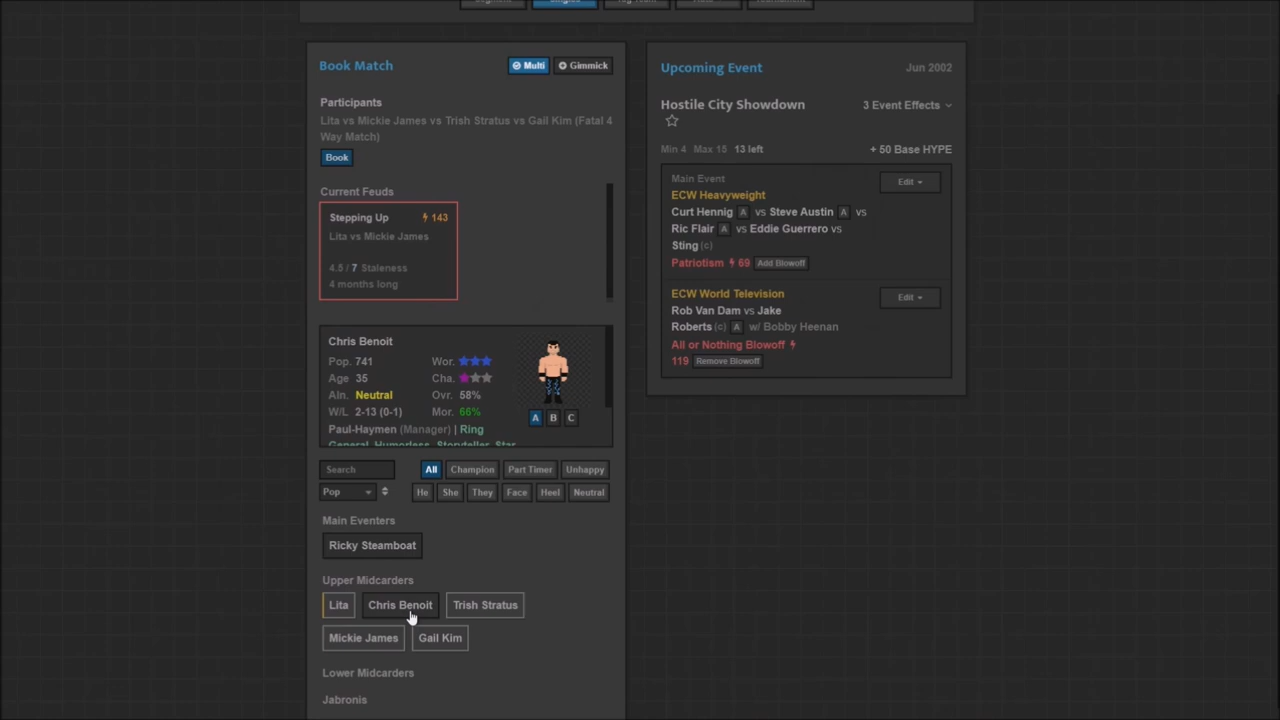 Book Match
Multi
Gimmick
Participants
Lita vs Mickie James vs Trish Stratus vs Gail Kim (Fatal 4
Way Match)
Book
Current Feuds
Stepping Up 143
Lita vs Mickie James
4.5 / 7 Staleness
4 months long
Chris Benoit
Pop. 741 Wor.
Age 35 Cha.
Aln. Neutral Ovr. 58%
W/L 2-13 (0-1) Mor. 66%
A B C
Paul-Haymen (Manager) | Ring
General, Humorless, Storyteller, Star
Search All Champion Part Timer Unhappy
Pop He She They Face Heel Neutral
Main Eventers
Ricky Steamboat
Upper Midcarders
Lita Chris Benoit Trish Stratus
Mickie James Gail Kim
Lower Midcarders
Jabronis
Upcoming Event Jun 2002
Hostile City Showdown 3 Event Effects
Min 4 Max 15 13 left + 50 Base HYPE
Main Event Edit
ECW Heavyweight
Curt Hennig A vs Steve Austin A vs
Ric Flair A vs Eddie Guerrero vs
Sting (c)
Patriotism 69 Add Blowoff
ECW World Television Edit
Rob Van Dam vs Jake
Roberts (c) A w/ Bobby Heenan
All or Nothing Blowoff
119 Remove Blowoff